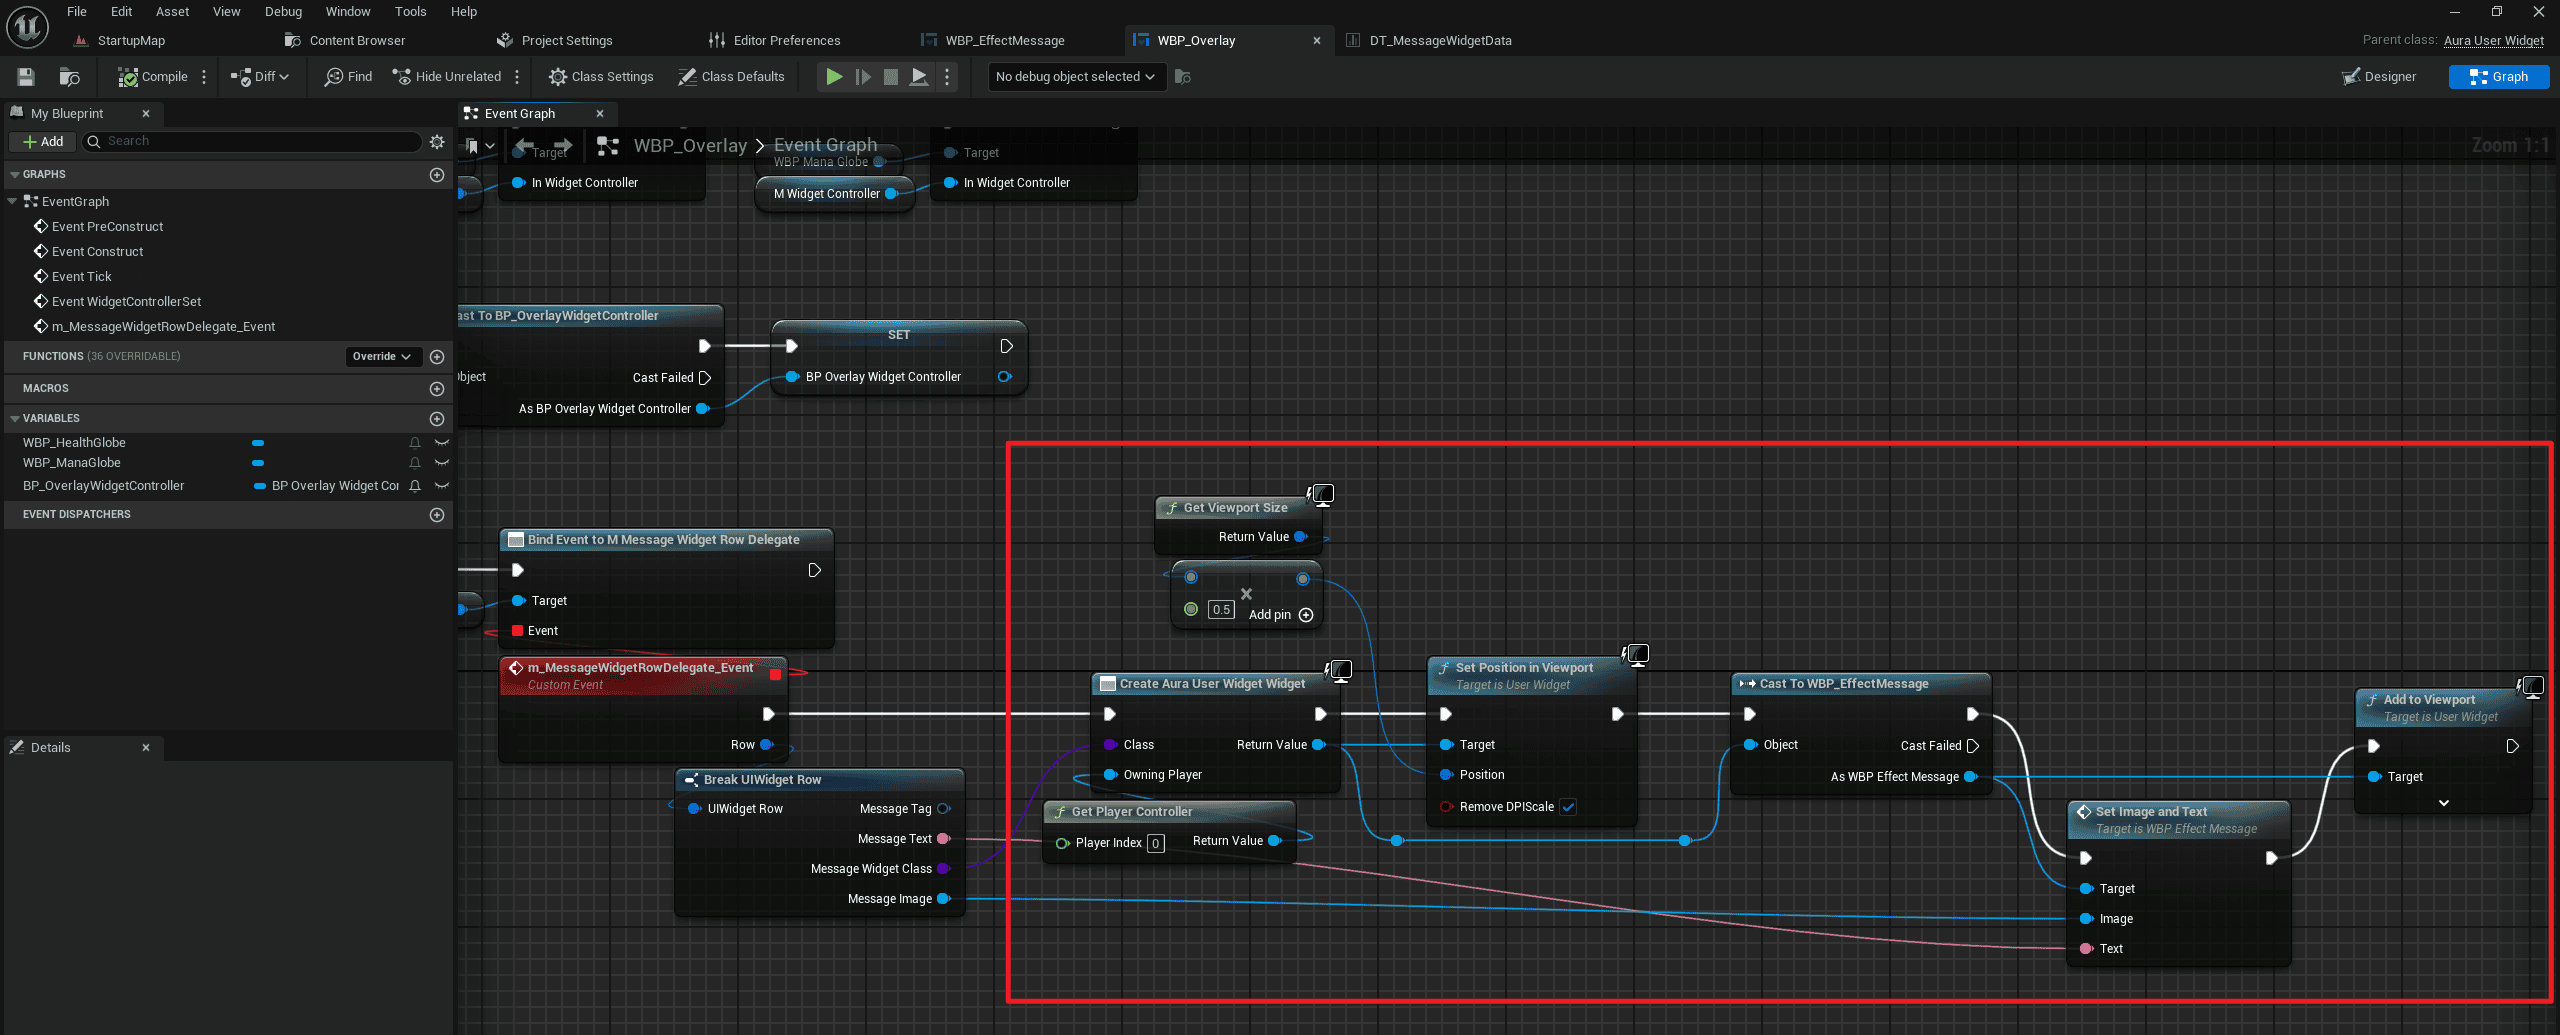 File Edit Asset View Debug Window Tools Help
StartupMap Content Browser Project Settings Editor Preferences WBP_EffectMessage WBP_Overlay DT_MessageWidgetData
Parent class: Aura User Widget
Compile Diff Find Hide Unrelated Class Settings Class Defaults No debug object selected Designer Graph
My Blueprint
Add Search
GRAPHS
EventGraph
Event PreConstruct
Event Construct
Event Tick
Event WidgetControllerSet
m_MessageWidgetRowDelegate_Event
FUNCTIONS (36 OVERRIDABLE) Override
MACROS
VARIABLES
WBP_HealthGlobe
WBP_ManaGlobe
BP_OverlayWidgetController BP Overlay Widget Cor
EVENT DISPATCHERS
Details
Event Graph
WBP_Overlay > Event Graph
Zoom 1:1
Target
In Widget Controller
WBP Mana Globe
M Widget Controller
Target
In Widget Controller
ast To BP_OverlayWidgetController
Object
Cast Failed
As BP Overlay Widget Controller
SET
BP Overlay Widget Controller
Bind Event to M Message Widget Row Delegate
Target
Event
m_MessageWidgetRowDelegate_Event
Custom Event
Row
Break UIWidget Row
UIWidget Row
Message Tag
Message Text
Message Widget Class
Message Image
Get Viewport Size
Return Value
0.5
Add pin
Create Aura User Widget Widget
Class
Return Value
Owning Player
Get Player Controller
Player Index 0
Return Value
Set Position in Viewport
Target is User Widget
Target
Position
Remove DPIScale
Cast To WBP_EffectMessage
Object
Cast Failed
As WBP Effect Message
Set Image and Text
Target is WBP Effect Message
Target
Image
Text
Add to Viewport
Target is User Widget
Target